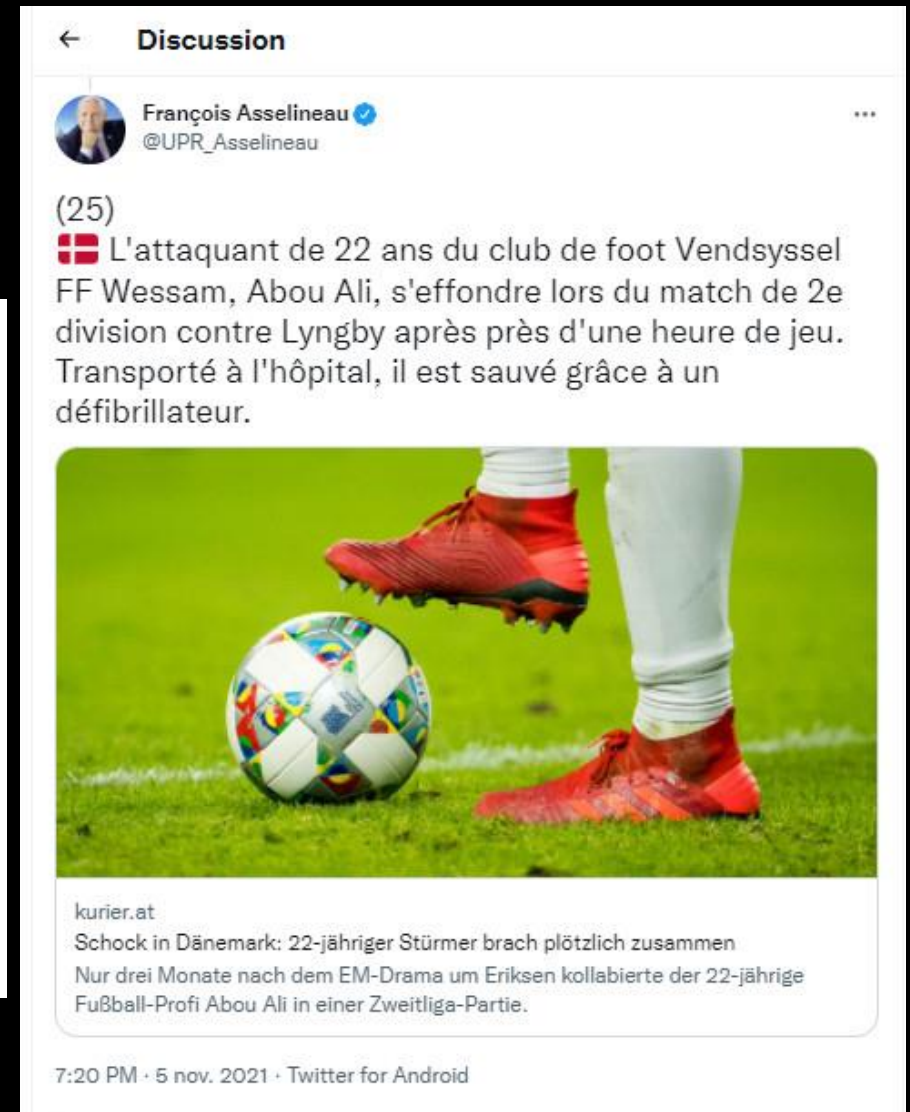 Discussion
François Asselineau
@UPR_Asselineau
(25)
🇩🇰 L'attaquant de 22 ans du club de foot Vendsyssel
FF Wessam, Abou Ali, s'effondre lors du match de 2e
division contre Lyngby après près d'une heure de jeu.
Transporté à l'hôpital, il est sauvé grâce à un
défibrillateur.
kurier.at
Schock in Dänemark: 22-jähriger Stürmer brach plötzlich zusammen
Nur drei Monate nach dem EM-Drama um Eriksen kollabierte der 22-jährige
Fußball-Profi Abou Ali in einer Zweitliga-Partie.
7:20 PM · 5 nov. 2021 · Twitter for Android